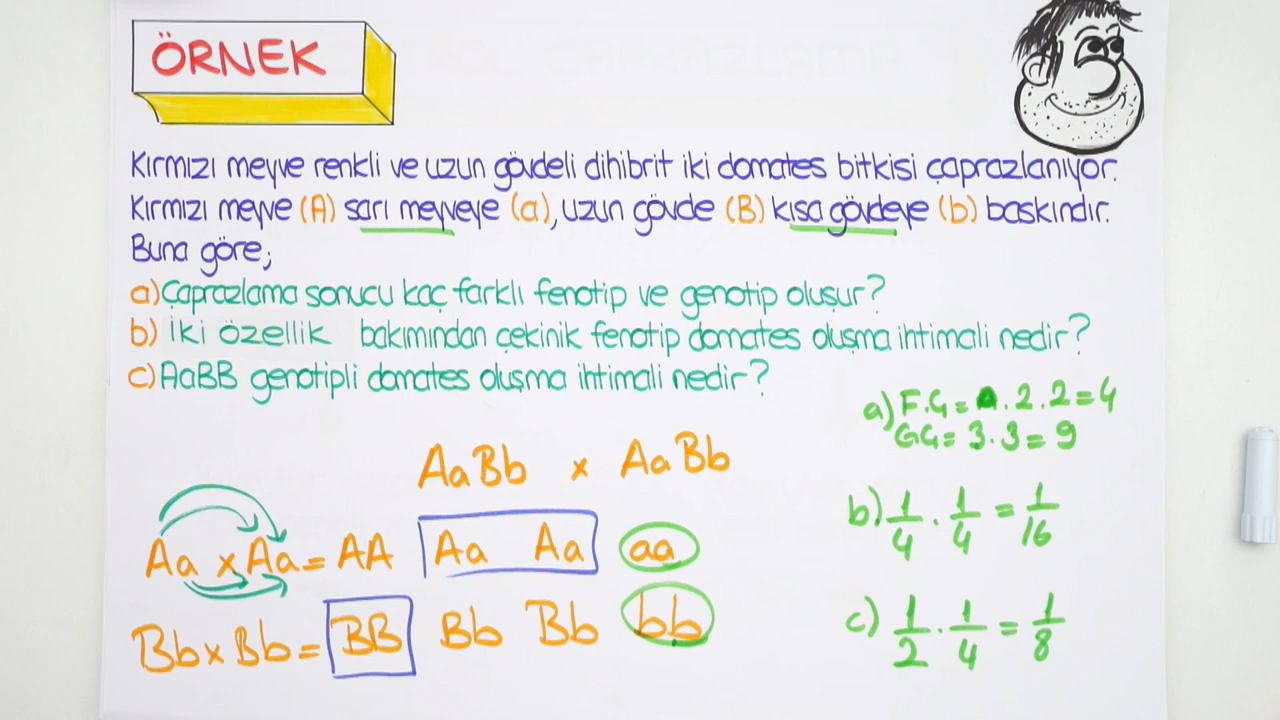 ÖRNEK
Kırmızı meyve renkli ve uzun gövdeli dihibrit iki domates bitkisi çaprazlanıyor.
Kırmızı meyve (A) sarı meyveye (a), uzun gövde (B) kısa gövdeye (b) baskındır.
Buna göre;
a) Çaprazlama sonucu kaç farklı fenotip ve genotip oluşur?
b) İki özellik bakımından çekinik fenotip domates oluşma ihtimali nedir?
c) AaBB genotipli domates oluşma ihtimali nedir?
AaBb x AaBb
Aa x Aa = AA Aa Aa aa
Bb x Bb = BB Bb Bb bb
a) F.G = . 2 . 2 = 4
GG = 3 . 3 = 9
b) 1/4 . 1/4 = 1/16
c) 1/2 . 1/4 = 1/8